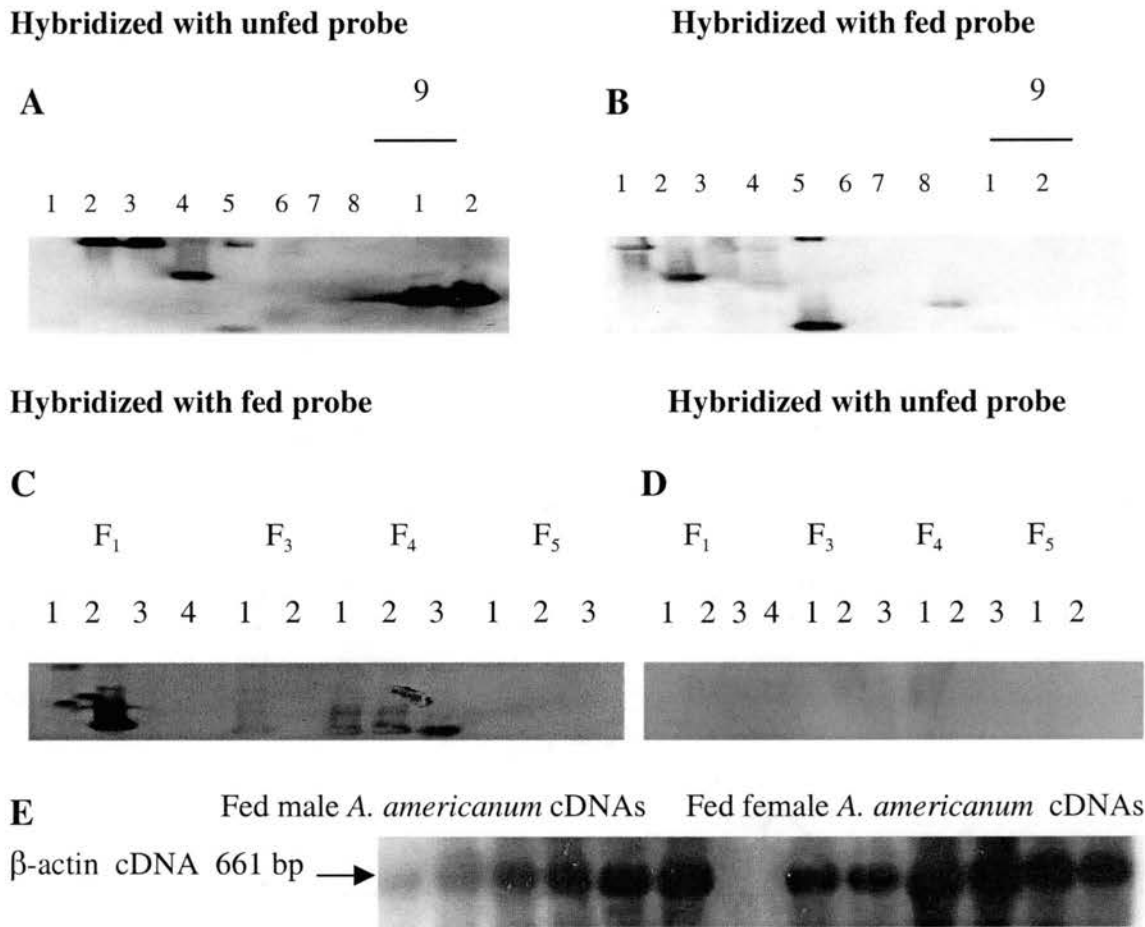 Hybridized with unfed probe
Hybridized with fed probe
A
9
B
9
1 2 3 4 5 6 7 8 1 2
1 2 3 4 5 6 7 8 1 2
Hybridized with fed probe
Hybridized with unfed probe
C
D
F1 F3 F4 F5
F1 F3 F4 F5
1 2 3 4 1 2 1 2 3 1 2 3
1 2 3 4 1 2 3 1 2 3 1 2
E
Fed male A. americanum cDNAs
Fed female A. americanum cDNAs
β-actin cDNA 661 bp